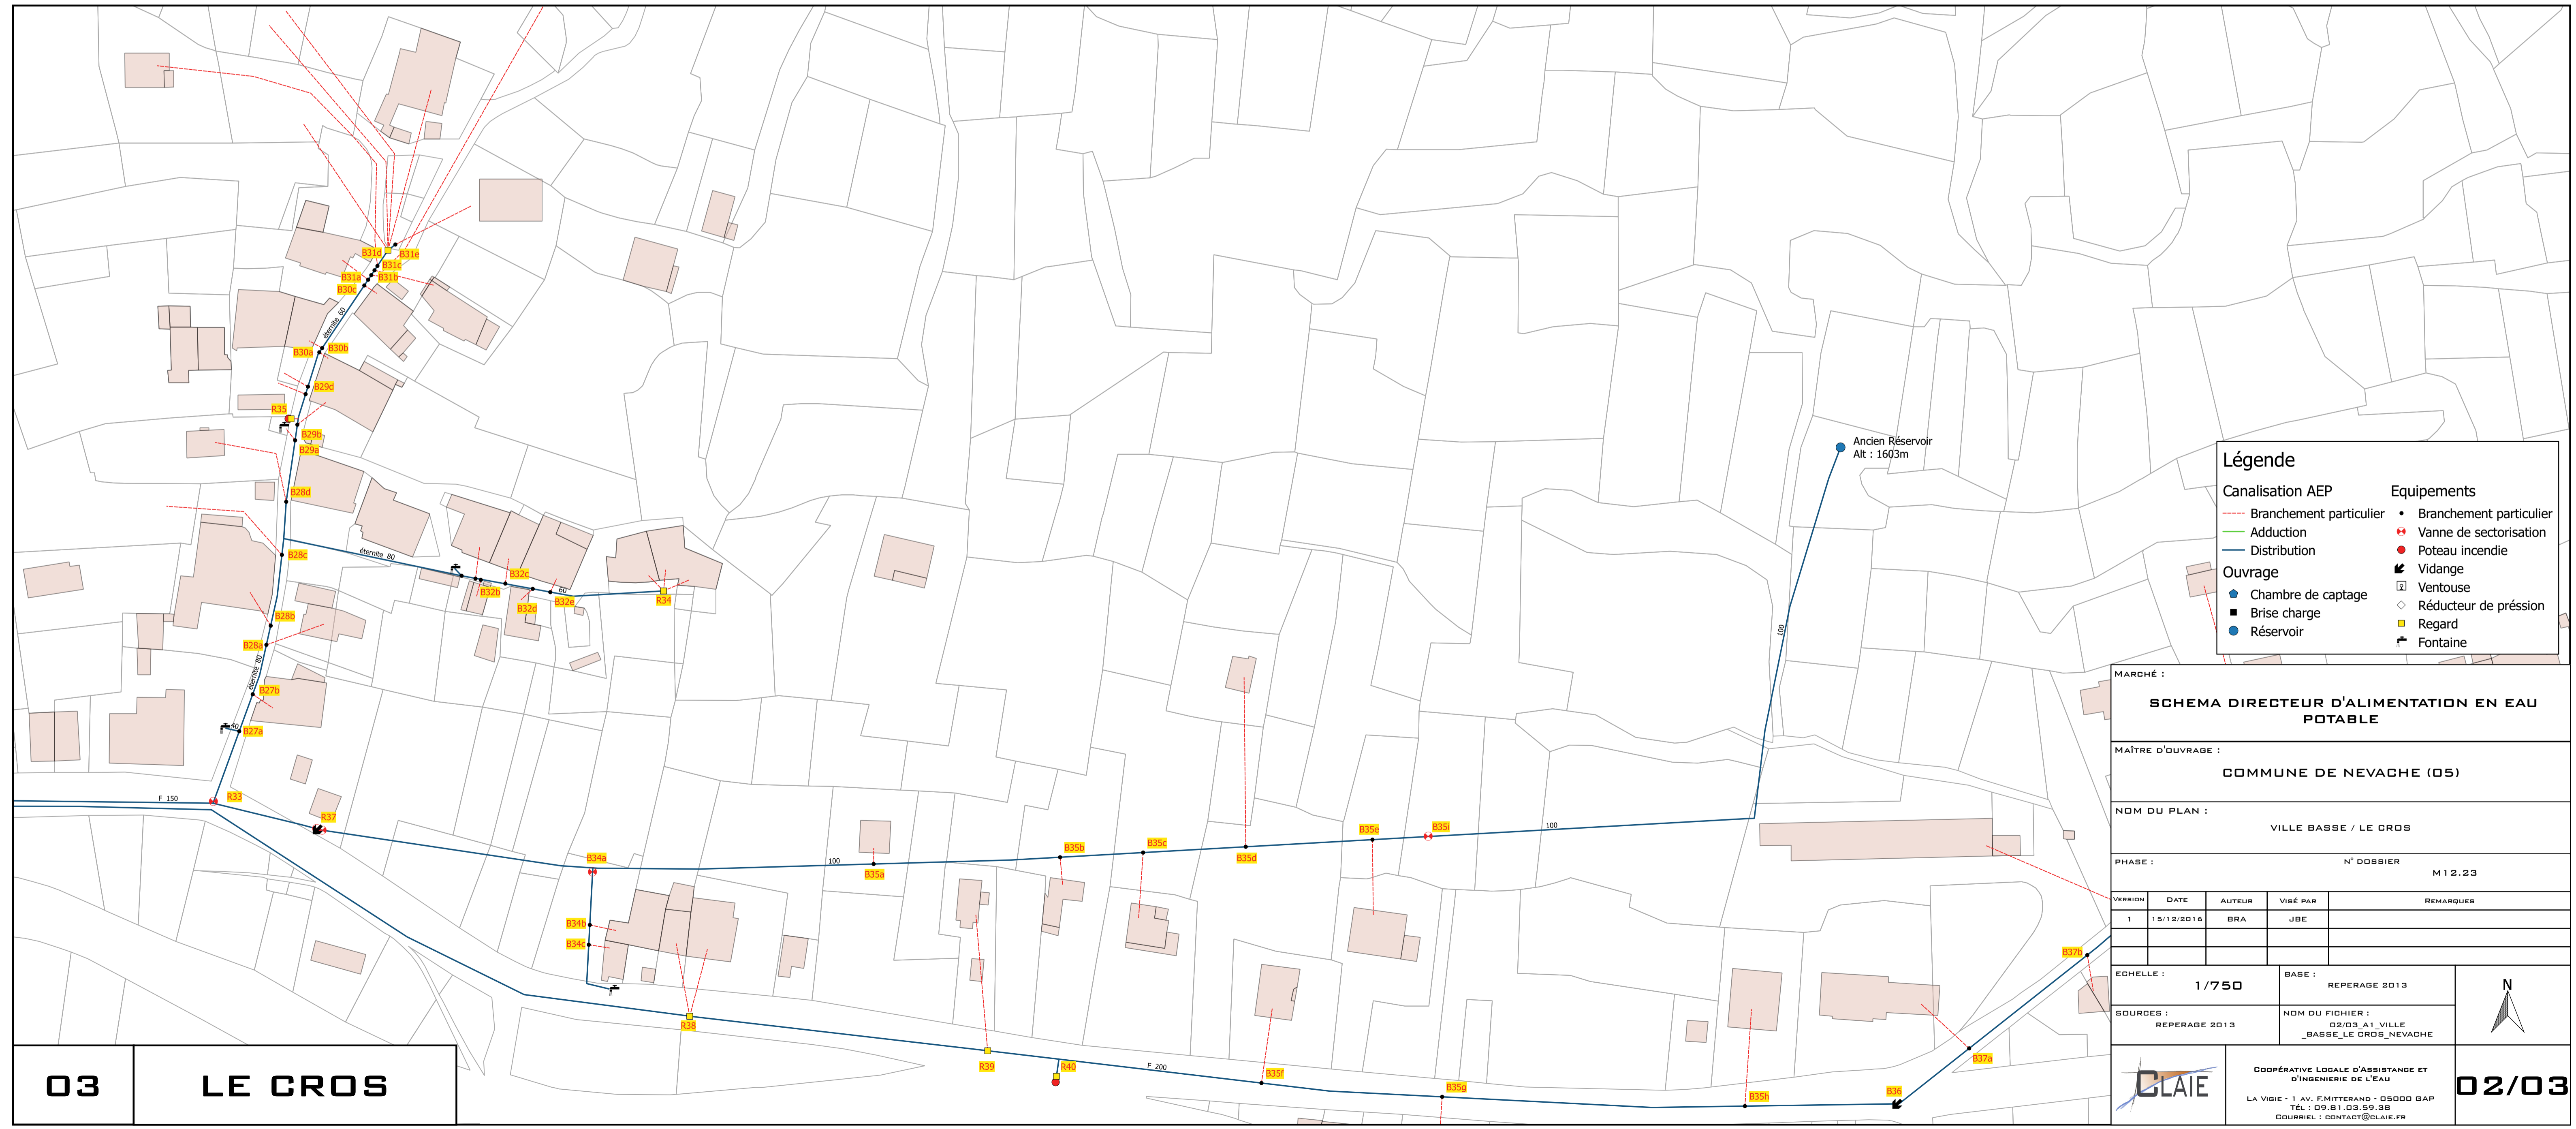 B31d
B31e
B31c
B31a
B31b
B30c
éternite 60
B30a
B30b
B29d
R35
B29b
B29a
B28d
B28c
éternite 80
B32c
B32b
B32d
B32e
60
R34
B28b
B28a
éternite 80
B27b
40
B27a
F 150
R33
R37
B34a
100
B35a
B35b
B35c
B35d
B35e
B35i
100
100
Ancien Réservoir
Alt : 1603m
B34b
B34c
R38
R39
R40
F 200
B35f
B35g
B35h
B36
B37a
B37b
Légende
Canalisation AEP
Branchement particulier
Adduction
Distribution
Ouvrage
Chambre de captage
Brise charge
Réservoir
Equipements
Branchement particulier
Vanne de sectorisation
Poteau incendie
Vidange
Ventouse
Réducteur de préssion
Regard
Fontaine
MARCHÉ :
SCHEMA DIRECTEUR D'ALIMENTATION EN EAU
POTABLE
MAÎTRE D'OUVRAGE :
COMMUNE DE NEVACHE (05)
NOM DU PLAN :
VILLE BASSE / LE CROS
PHASE :
N° DOSSIER
M12.23
VERSION DATE AUTEUR VISÉ PAR REMARQUES
1 15/12/2016 BRA JBE
ECHELLE :
1/750
BASE :
REPERAGE 2013
SOURCES :
REPERAGE 2013
NOM DU FICHIER :
02/03_A1_VILLE
_BASSE_LE CROS_NEVACHE
N
CLAIE
COOPÉRATIVE LOCALE D'ASSISTANCE ET
D'INGENIERIE DE L'EAU
LA VIGIE - 1 AV. F.MITTERAND - 05000 GAP
TÉL : 09.81.03.59.38
COURRIEL : CONTACT@CLAIE.FR
02/03
03
LE CROS